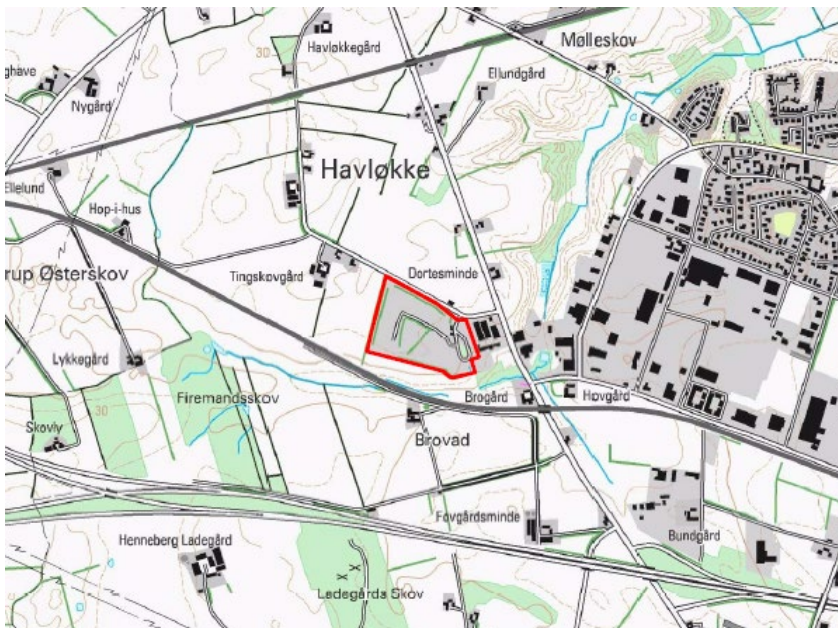 Havløkkegård
Mølleskov
ghave
Nygård
Ellundgård
30
Havløkke
20
Ellelund
Hop-i-hus
rup Østerskov
Tingskovgård
Dortesminde
Lykkegård
Firemandsskov
Brogård
Hovgård
30
Skovly
Brovad
Fovgårdsminde
Bundgård
Henneberg Ladegård
Ladegårds Skov